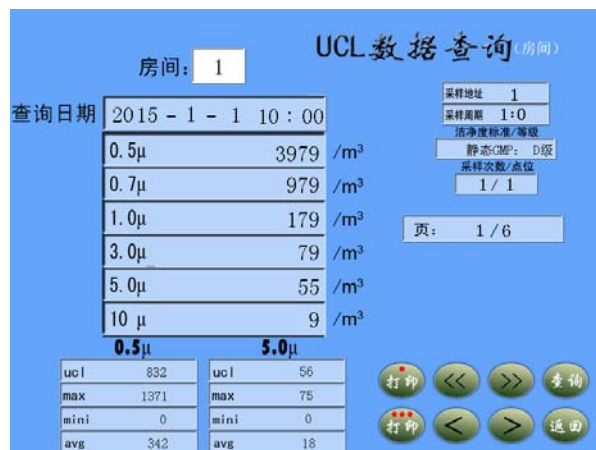 UCL数据查询(房间)
房间: 1
采样地址 1
查询日期 2015 - 1 - 1 10 : 00
采样周期 1:0
洁净度标准/等级
0. 5μ 3979 /m³
静态GMP: D级
采样次数/点位
0. 7μ 979 /m³
1/ 1
1. 0μ 179 /m³
页: 1/6
3. 0μ 79 /m³
5. 0μ 55 /m³
10 μ 9 /m³
0.5μ 5.0μ
ucl 832 ucl 56
max 1371 max 75
mini 0 mini 0
avg 342 avg 18
打印 << >> 查询
打印 < > 返回